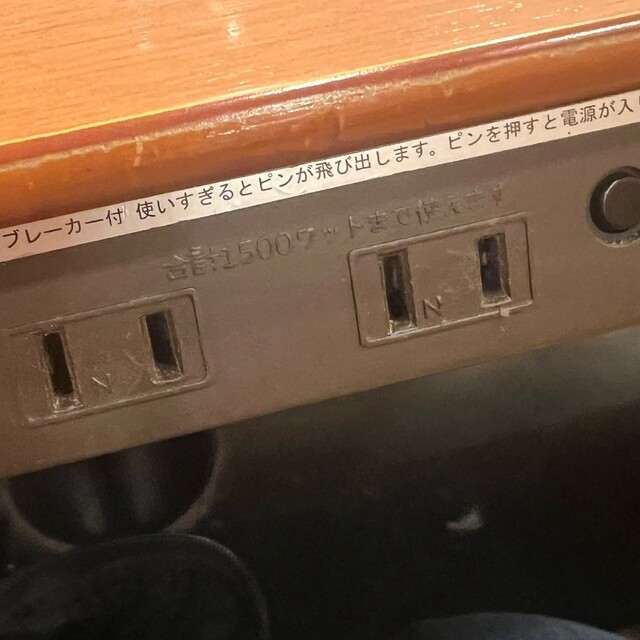 ブレーカー付 使いすぎるとピンが飛び出します。ピンを押すと電源が入
合計1500ワットまで使えます
N
N